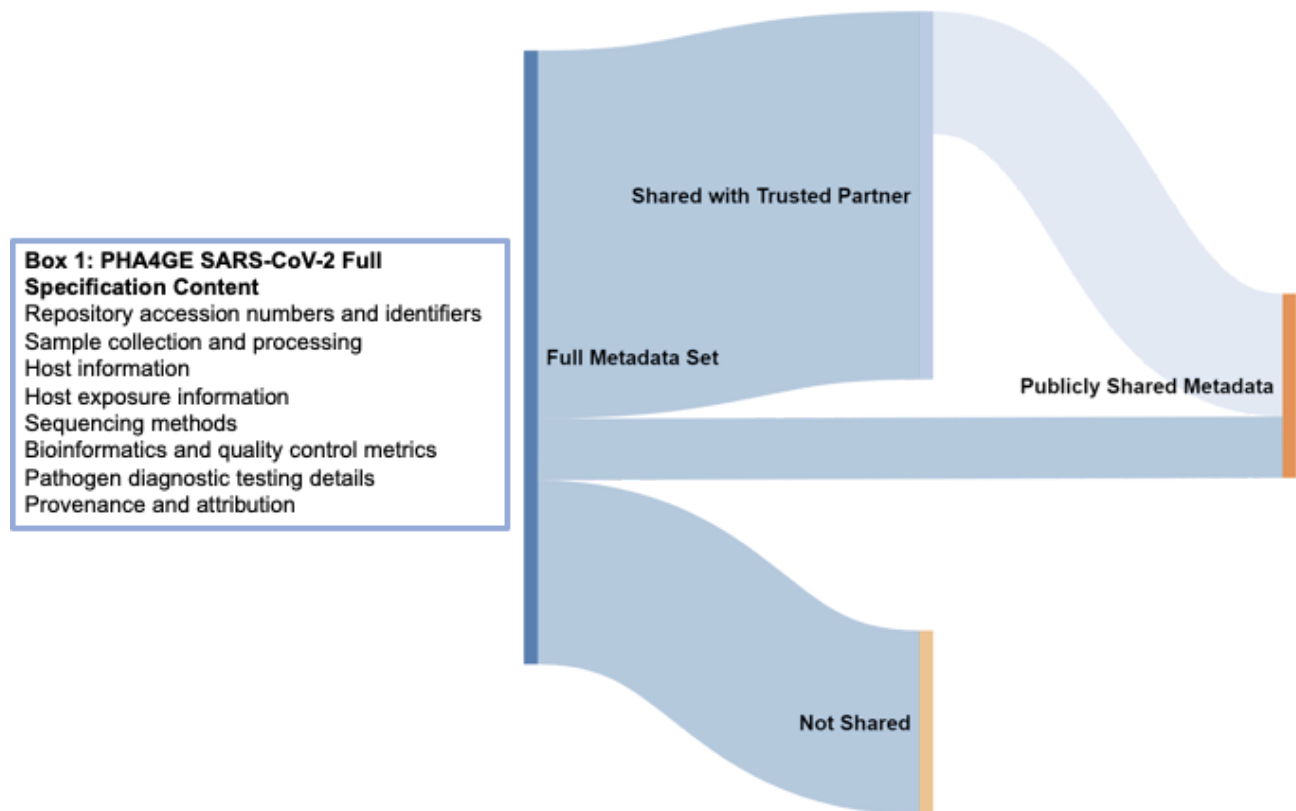 Box 1: PHA4GE SARS-CoV-2 Full
Specification Content
Repository accession numbers and identifiers
Sample collection and processing
Host information
Host exposure information
Sequencing methods
Bioinformatics and quality control metrics
Pathogen diagnostic testing details
Provenance and attribution
Full Metadata Set
Shared with Trusted Partner
Publicly Shared Metadata
Not Shared